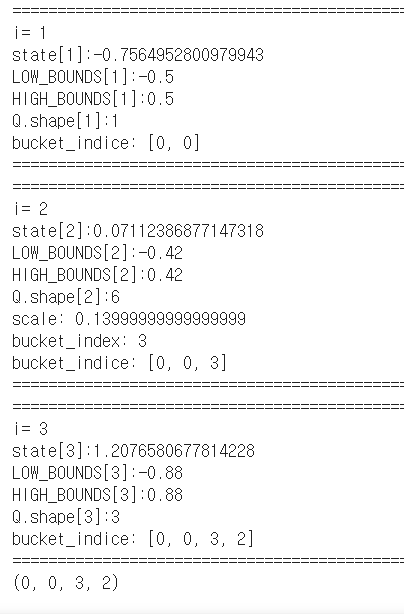 ==================================================
i= 1
state[1]:-0.7564952800979943
LOW_BOUNDS[1]:-0.5
HIGH_BOUNDS[1]:0.5
Q.shape[1]:1
bucket_indice: [0, 0]
==================================================
==================================================
i= 2
state[2]:0.07112386877147318
LOW_BOUNDS[2]:-0.42
HIGH_BOUNDS[2]:0.42
Q.shape[2]:6
scale: 0.13999999999999999
bucket_index: 3
bucket_indice: [0, 0, 3]
==================================================
==================================================
i= 3
state[3]:1.2076580677814228
LOW_BOUNDS[3]:-0.88
HIGH_BOUNDS[3]:0.88
Q.shape[3]:3
bucket_indice: [0, 0, 3, 2]
==================================================
(0, 0, 3, 2)